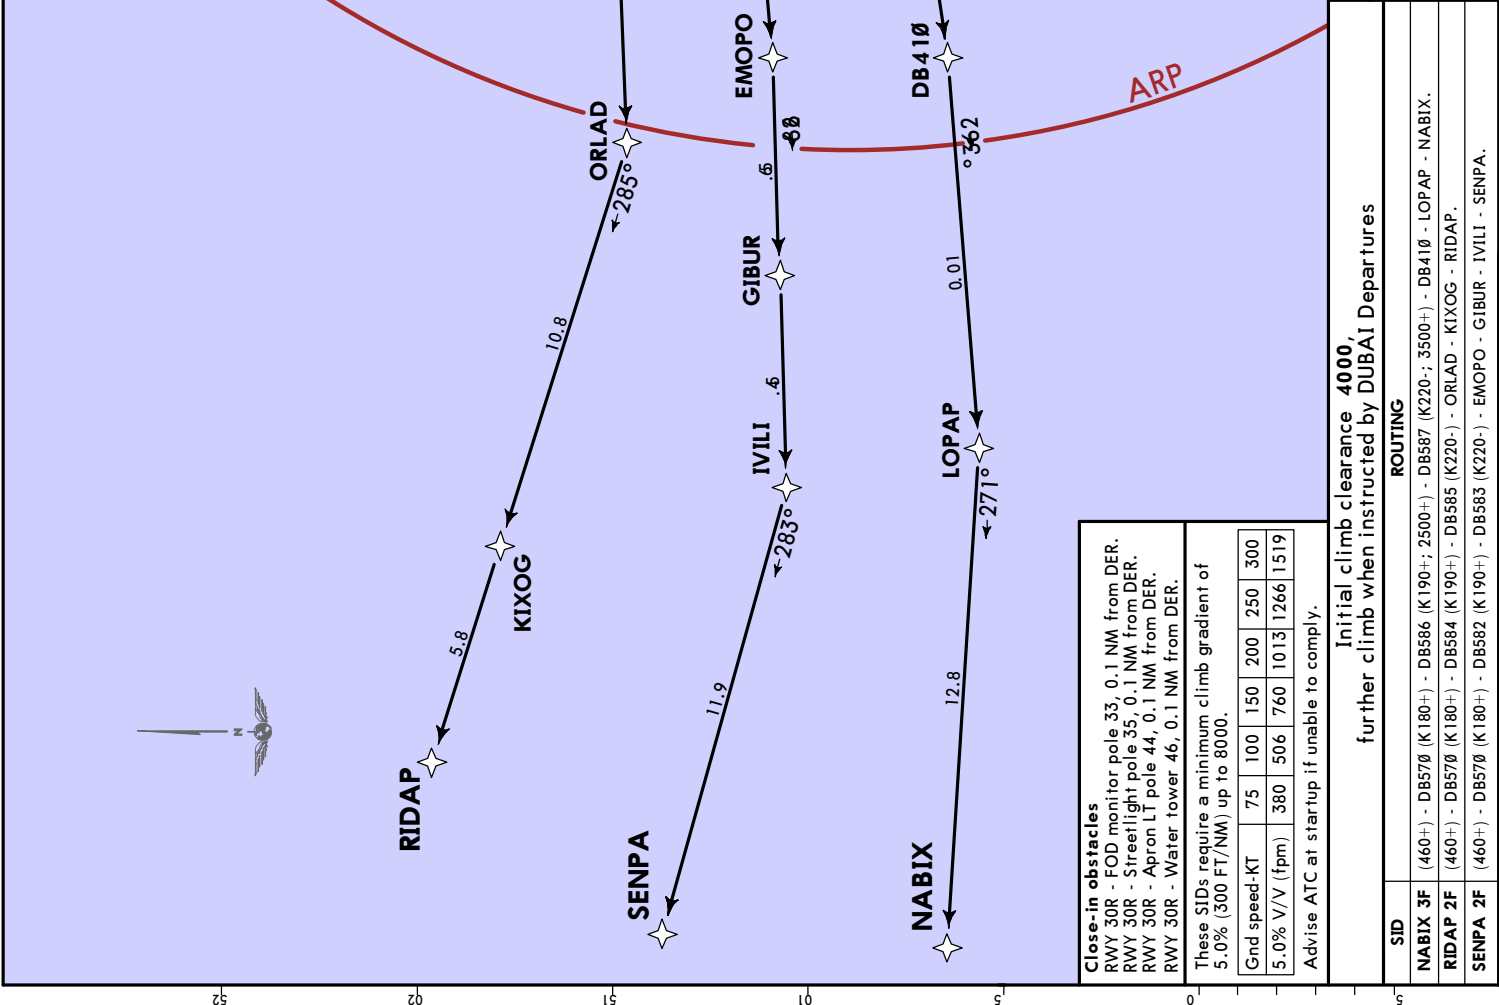 ARP
ORLAD
EMOPO
DB41Ø
←285°
GIBUR
10.8
IVILI
LOPAP
←283°
←271°
KIXOG
5.8
11.9
12.8
N
RIDAP
SENPA
NABIX
Close-in obstacles
RWY 30R - FOD monitor pole 33, 0.1 NM from DER.
RWY 30R - Streetlight pole 35, 0.1 NM from DER.
RWY 30R - Apron LT pole 44, 0.1 NM from DER.
RWY 30R - Water tower 46, 0.1 NM from DER.
These SIDs require a minimum climb gradient of
5.0% (300 FT/NM) up to 8000.
Gnd speed-KT 75 100 150 200 250 300
5.0% V/V (fpm) 380 506 760 1013 1266 1519
Advise ATC at startup if unable to comply.
Initial climb clearance 4000,
further climb when instructed by DUBAI Departures
SID ROUTING
NABIX 3F (460+) - DB57Ø (K180+) - DB586 (K190+; 2500+) - DB587 (K220-; 3500+) - DB41Ø - LOPAP - NABIX.
RIDAP 2F (460+) - DB57Ø (K180+) - DB584 (K190+) - DB585 (K220-) - ORLAD - KIXOG - RIDAP.
SENPA 2F (460+) - DB57Ø (K180+) - DB582 (K190+) - DB583 (K220-) - EMOPO - GIBUR - IVILI - SENPA.
25
20
15
10
5
0
5